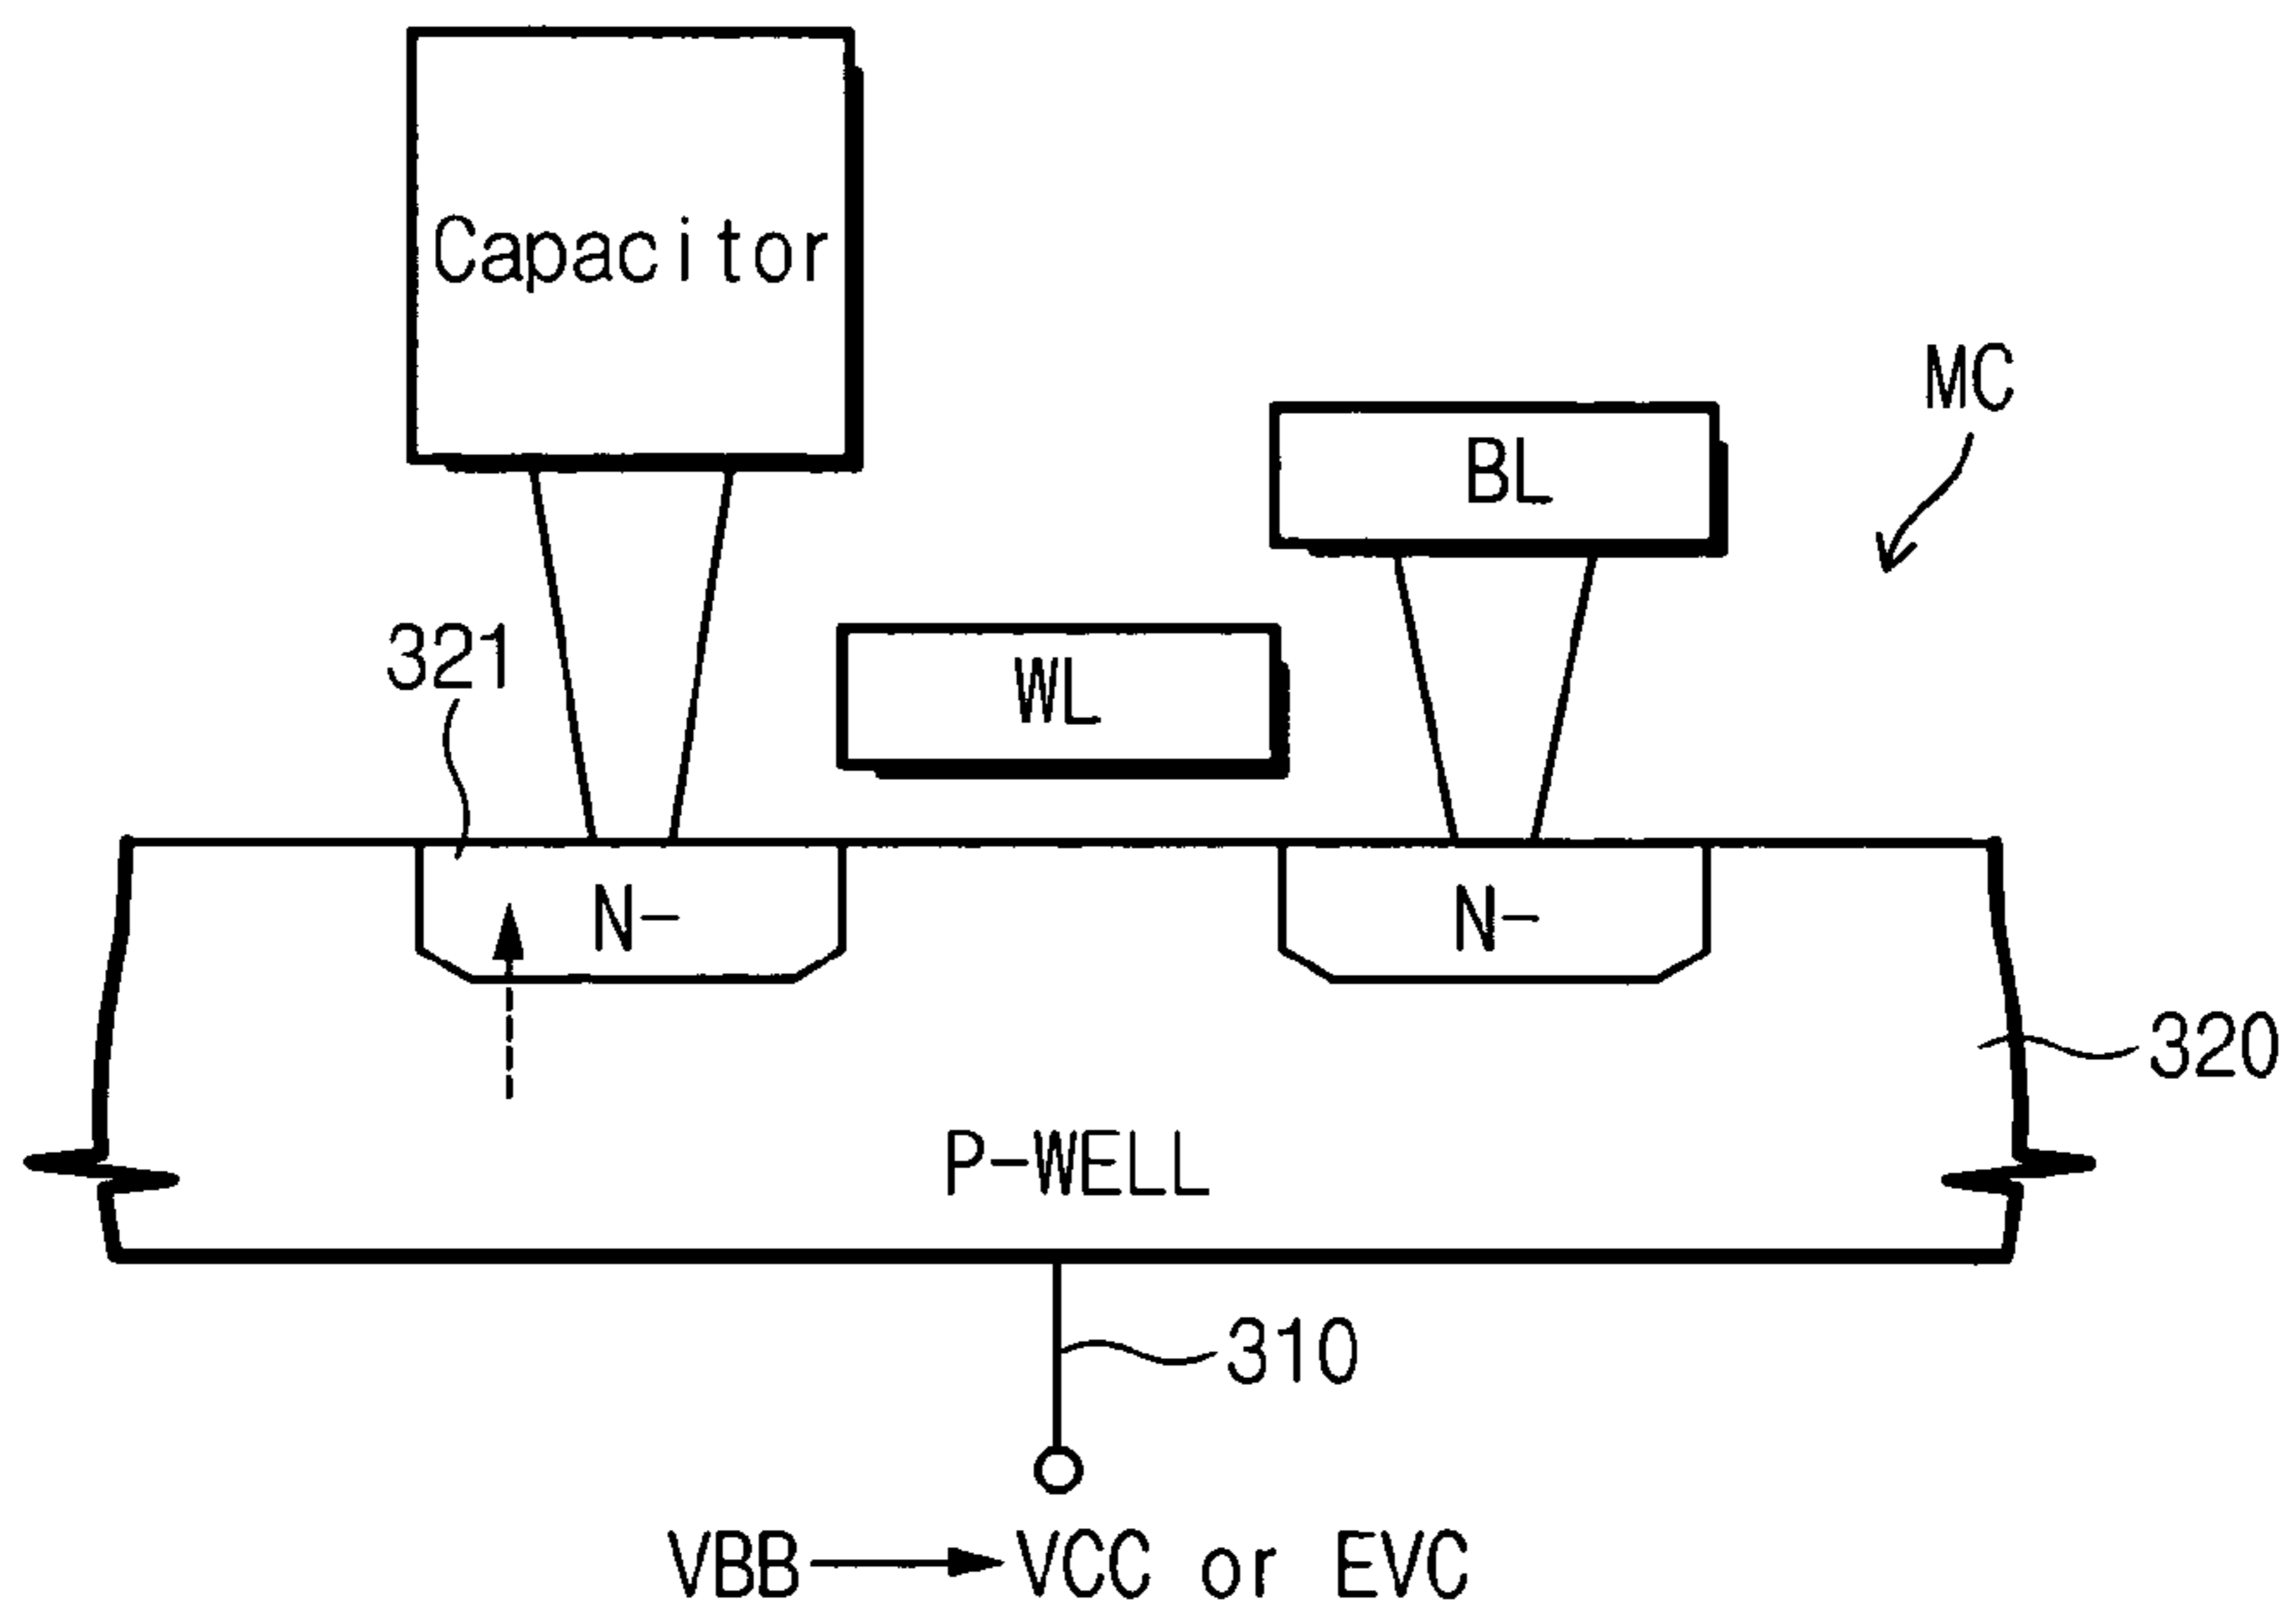 Capacitor
MC
BL
321
WL
N-
N-
320
P-WELL
310
VBB VCC or EVC